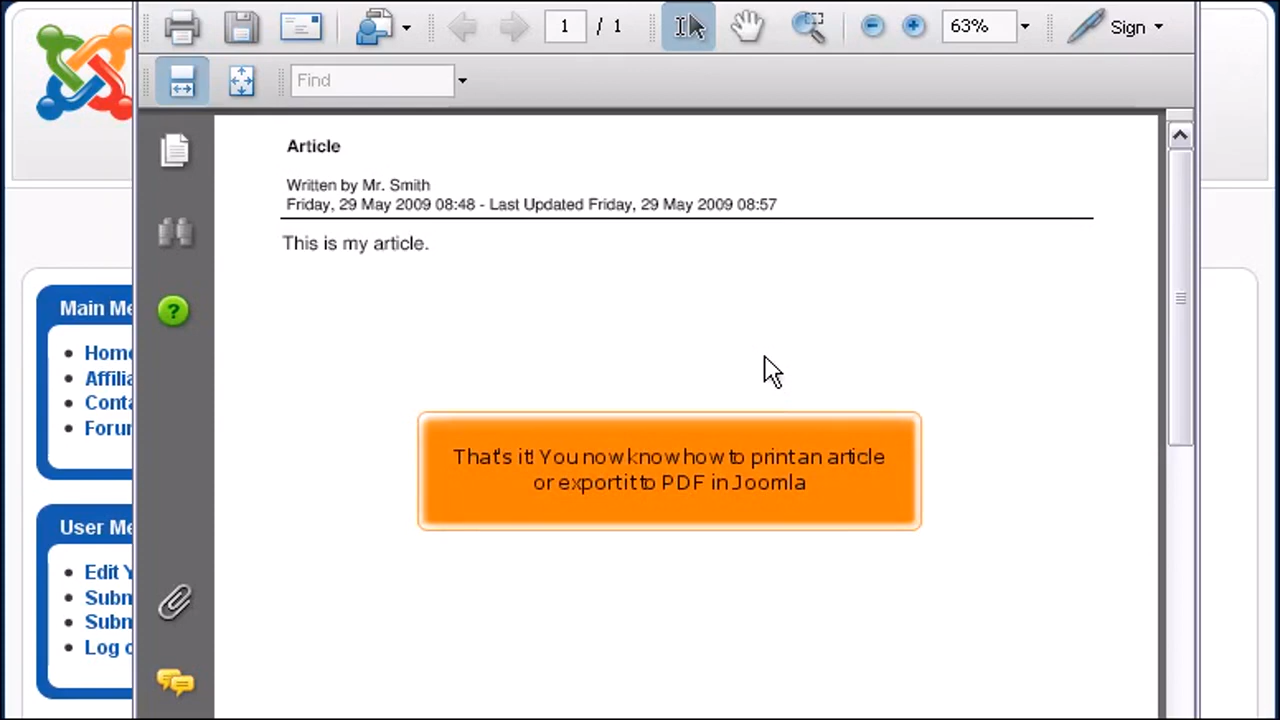 1 / 1
63%
Sign
Find
Article
Written by Mr. Smith
Friday, 29 May 2009 08:48 - Last Updated Friday, 29 May 2009 08:57
This is my article.
That's it! You now know how to print an article
or export it to PDF in Joomla
Main Me
Home
Affilia
Conta
Forum
User Me
Edit Y
Subm
Subm
Log o